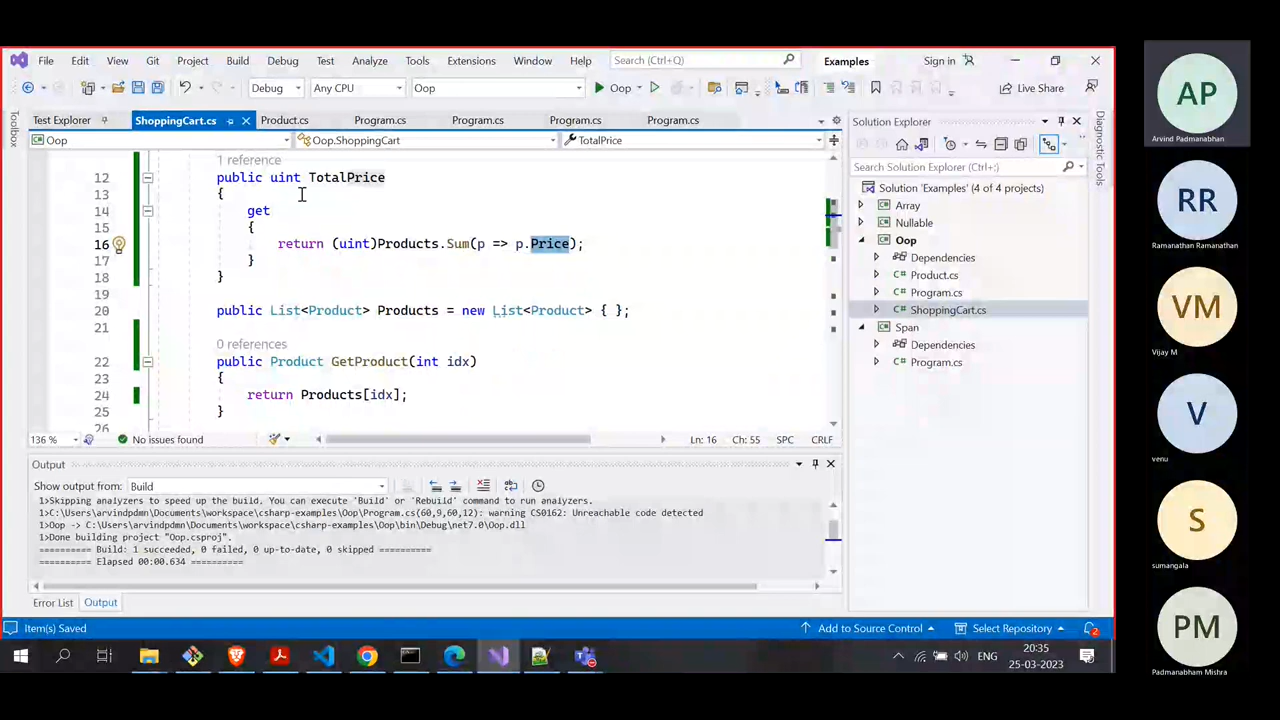 File Edit View Git Project Build Debug Test Analyze Tools Extensions Window Help Search (Ctrl+Q) Examples Sign in
Debug Any CPU Oop Oop Live Share
Toolbox
Test Explorer ShoppingCart.cs Product.cs Program.cs Program.cs Program.cs Program.cs
Oop Oop.ShoppingCart TotalPrice
1 reference
12 public uint TotalPrice
13 {
14 get
15 {
16 return (uint)Products.Sum(p => p.Price);
17 }
18 }
19
20 public List<Product> Products = new List<Product> { };
21
0 references
22 public Product GetProduct(int idx)
23 {
24 return Products[idx];
25 }
26
136 % No issues found Ln: 16 Ch: 55 SPC CRLF
Output
Show output from: Build
1>Skipping analyzers to speed up the build. You can execute 'Build' or 'Rebuild' command to run analyzers.
1>C:\Users\arvindpdmn\Documents\workspace\csharp-examples\Oop\Program.cs(60,9,60,12): warning CS0162: Unreachable code detected
1>Oop -> C:\Users\arvindpdmn\Documents\workspace\csharp-examples\Oop\bin\Debug\net7.0\Oop.dll
1>Done building project "Oop.csproj".
========== Build: 1 succeeded, 0 failed, 0 up-to-date, 0 skipped ==========
========== Elapsed 00:00.634 ==========
Error List Output
Solution Explorer
Search Solution Explorer (Ctrl+;)
Solution 'Examples' (4 of 4 projects)
Array
Nullable
Oop
Dependencies
Product.cs
Program.cs
ShoppingCart.cs
Span
Dependencies
Program.cs
Diagnostic Tools
Item(s) Saved Add to Source Control Select Repository 2
ENG
20:35
25-03-2023
AP
Arvind Padmanabhan
RR
Ramanathan Ramanathan
VM
Vijay M
V
venu
S
sumangala
PM
Padmanabham Mishra